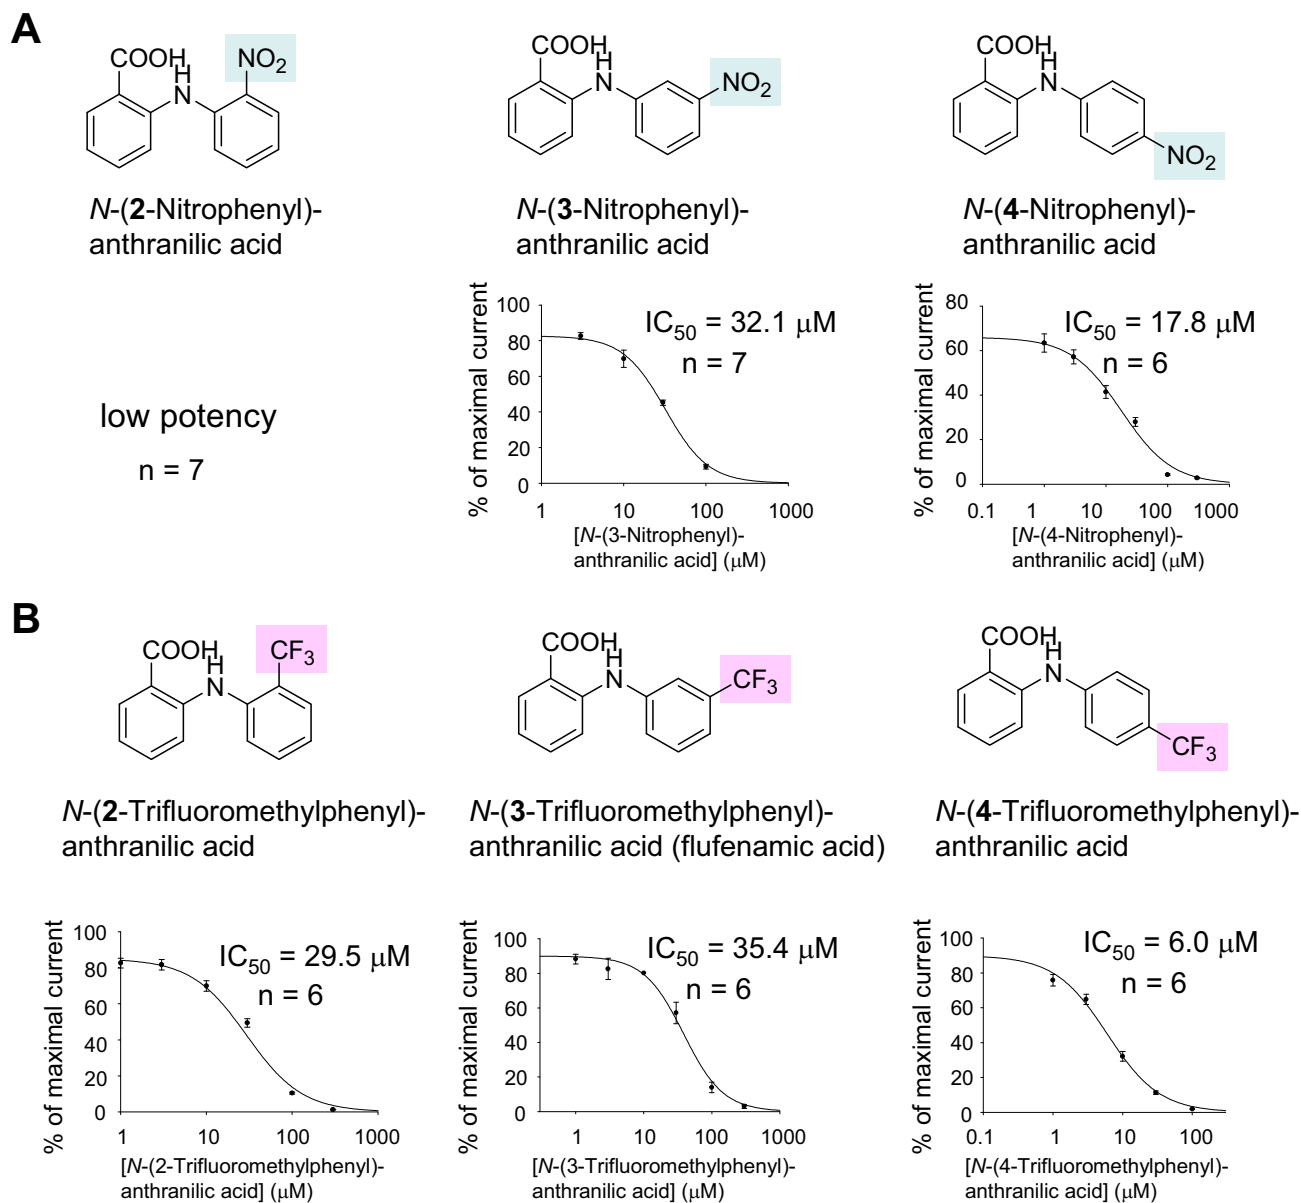 A
COOH
H
N
NO2
COOH
H
N
NO2
COOH
H
N
NO2
N-(2-Nitrophenyl)-
anthranilic acid
N-(3-Nitrophenyl)-
anthranilic acid
N-(4-Nitrophenyl)-
anthranilic acid
low potency
n = 7
% of maximal current
100
80
60
40
20
0
IC50 = 32.1 μM
n = 7
1 10 100 1000
[N-(3-Nitrophenyl)-
anthranilic acid] (μM)
% of maximal current
80
60
40
20
0
IC50 = 17.8 μM
n = 6
0.1 1 10 100 1000
[N-(4-Nitrophenyl)-
anthranilic acid] (μM)
B
COOH
H
N
CF3
COOH
H
N
CF3
COOH
H
N
CF3
N-(2-Trifluoromethylphenyl)-
anthranilic acid
N-(3-Trifluoromethylphenyl)-
anthranilic acid (flufenamic acid)
N-(4-Trifluoromethylphenyl)-
anthranilic acid
% of maximal current
100
80
60
40
20
0
IC50 = 29.5 μM
n = 6
1 10 100 1000
[N-(2-Trifluoromethylphenyl)-
anthranilic acid] (μM)
% of maximal current
100
80
60
40
20
0
IC50 = 35.4 μM
n = 6
1 10 100 1000
[N-(3-Trifluoromethylphenyl)-
anthranilic acid] (μM)
% of maximal current
100
80
60
40
20
0
IC50 = 6.0 μM
n = 6
0.1 1 10 100
[N-(4-Trifluoromethylphenyl)-
anthranilic acid] (μM)